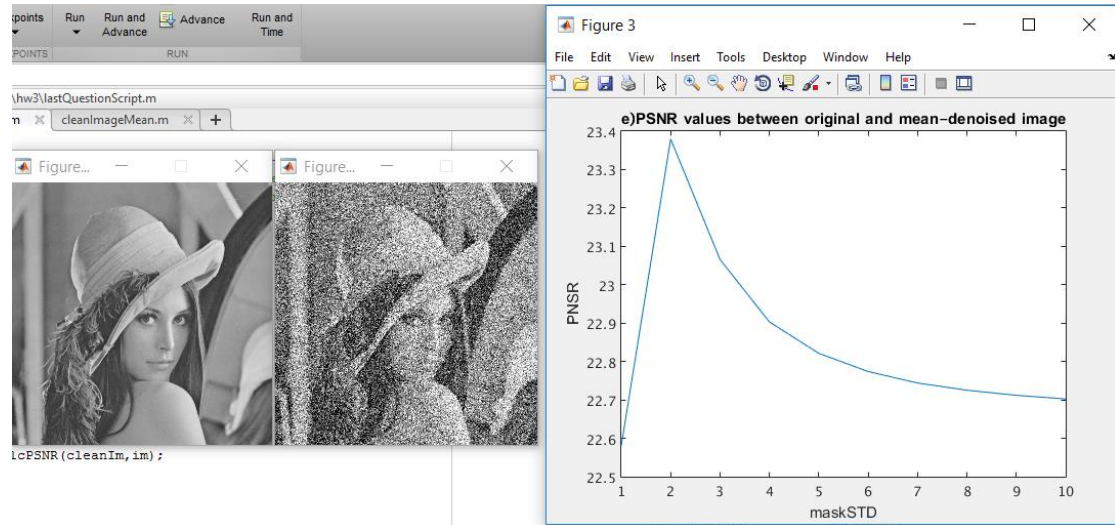 Run
Run and
Advance
Advance
Run and
Time
POINTS
RUN
\hw3\lastQuestionScript.m
m
cleanImageMean.m
Figure...
Figure...
lcPSNR(cleanIm,im);
Figure 3
File Edit View Insert Tools Desktop Window Help
e)PSNR values between original and mean-denoised image
23.4
23.3
23.2
23.1
23
22.9
22.8
22.7
22.6
22.5
PNSR
1 2 3 4 5 6 7 8 9 10
maskSTD